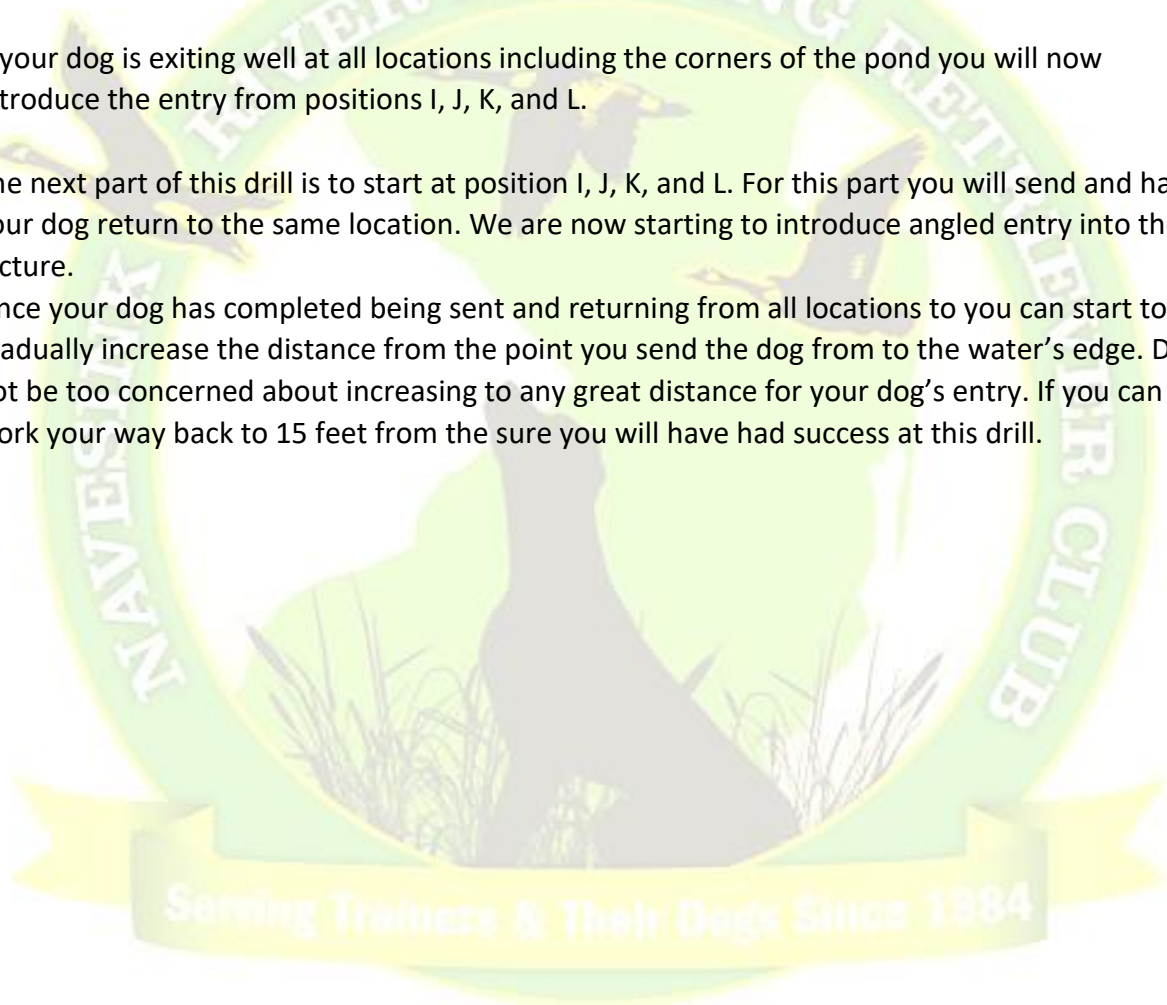 your dog is exiting well at all locations including the corners of the pond you will now
troduce the entry from positions I, J, K, and L.
he next part of this drill is to start at position I, J, K, and L. For this part you will send and ha
our dog return to the same location. We are now starting to introduce angled entry into th
cture.
nce your dog has completed being sent and returning from all locations to you can start to
adually increase the distance from the point you send the dog from to the water’s edge. D
ot be too concerned about increasing to any great distance for your dog’s entry. If you can
ork your way back to 15 feet from the sure you will have had success at this drill.
NAVESINK RIVER RETRIEVER CLUB
Serving Trainers & Their Dogs Since 1984